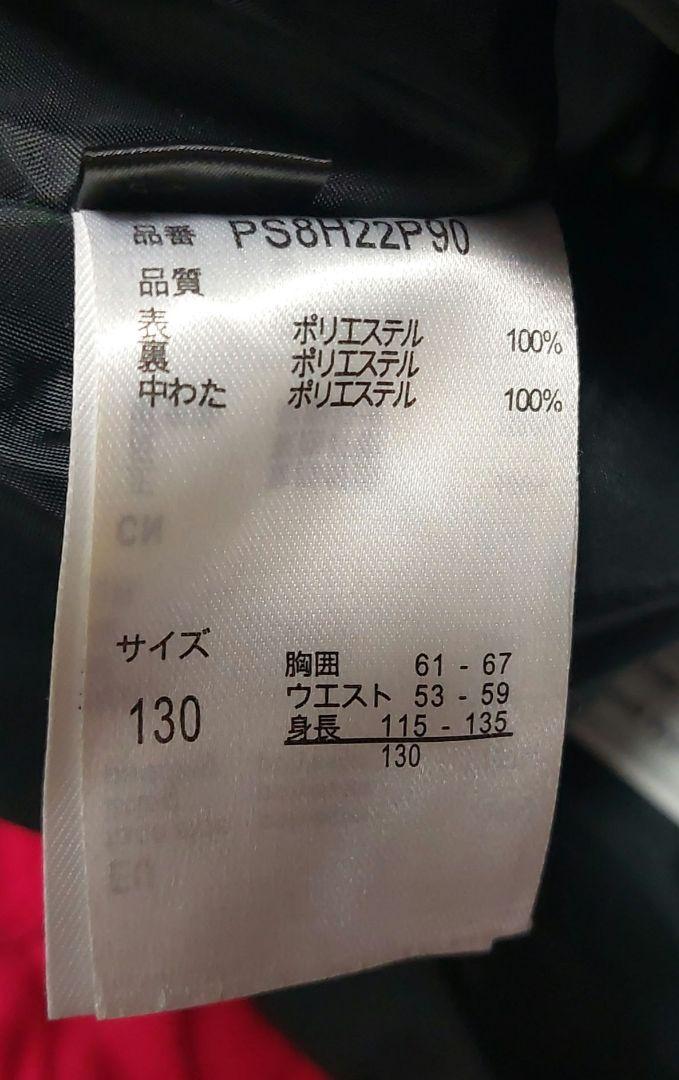 品番 PS8H22P90
品質
表 ポリエステル 100%
裏 ポリエステル
中わた ポリエステル 100%
サイズ
130
胸囲 61 - 67
ウエスト 53 - 59
身長 115 - 135
130